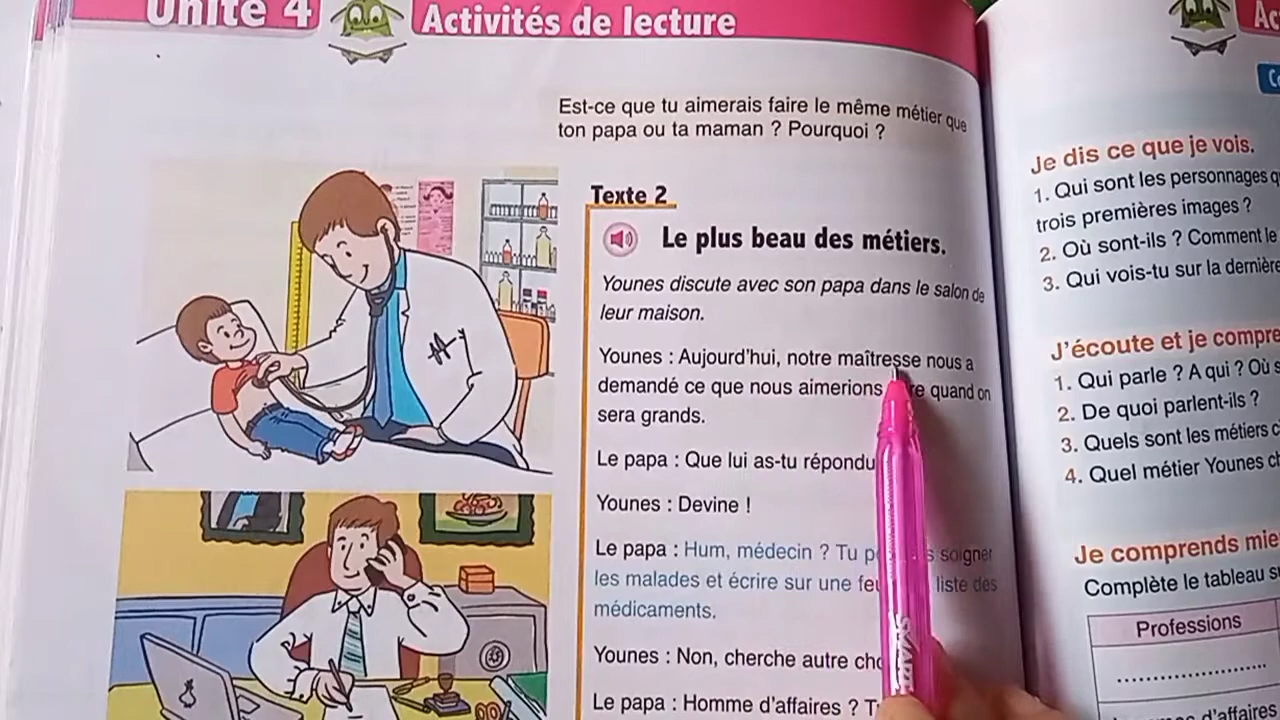 Unité 4
Activités de lecture
Est-ce que tu aimerais faire le même métier que
ton papa ou ta maman ? Pourquoi ?
Texte 2
Le plus beau des métiers.
Younes discute avec son papa dans le salon de
leur maison.
Younes : Aujourd'hui, notre maîtresse nous a
demandé ce que nous aimerions quand on
sera grands.
Le papa : Que lui as-tu répondu
Younes : Devine !
Le papa : Hum, médecin ? Tu soigner
les malades et écrire sur une liste des
médicaments.
Younes : Non, cherche autre
Le papa : Homme d'affaires ?
Je dis ce que je vois.
1. Qui sont les personnages
trois premières images ?
2. Où sont-ils ? Comment le
3. Qui vois-tu sur la dernière
J'écoute et je
1. Qui parle ? A qui ? Où
2. De quoi parlent-ils ?
3. Quels sont les métiers
4. Quel métier Younes
Je comprends
Complète le tableau
Professions
....................
d'affaires
SWARO